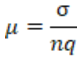 μ = σ / nq